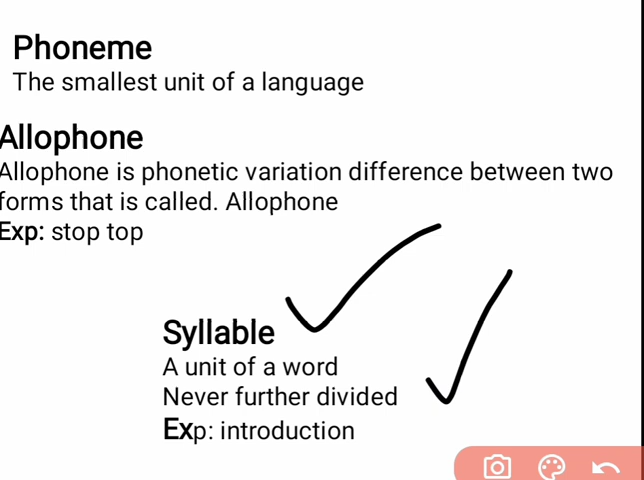 Phoneme
The smallest unit of a language
Allophone
Allophone is phonetic variation difference between two
forms that is called. Allophone
Exp: stop top
Syllable
A unit of a word
Never further divided
Exp: introduction